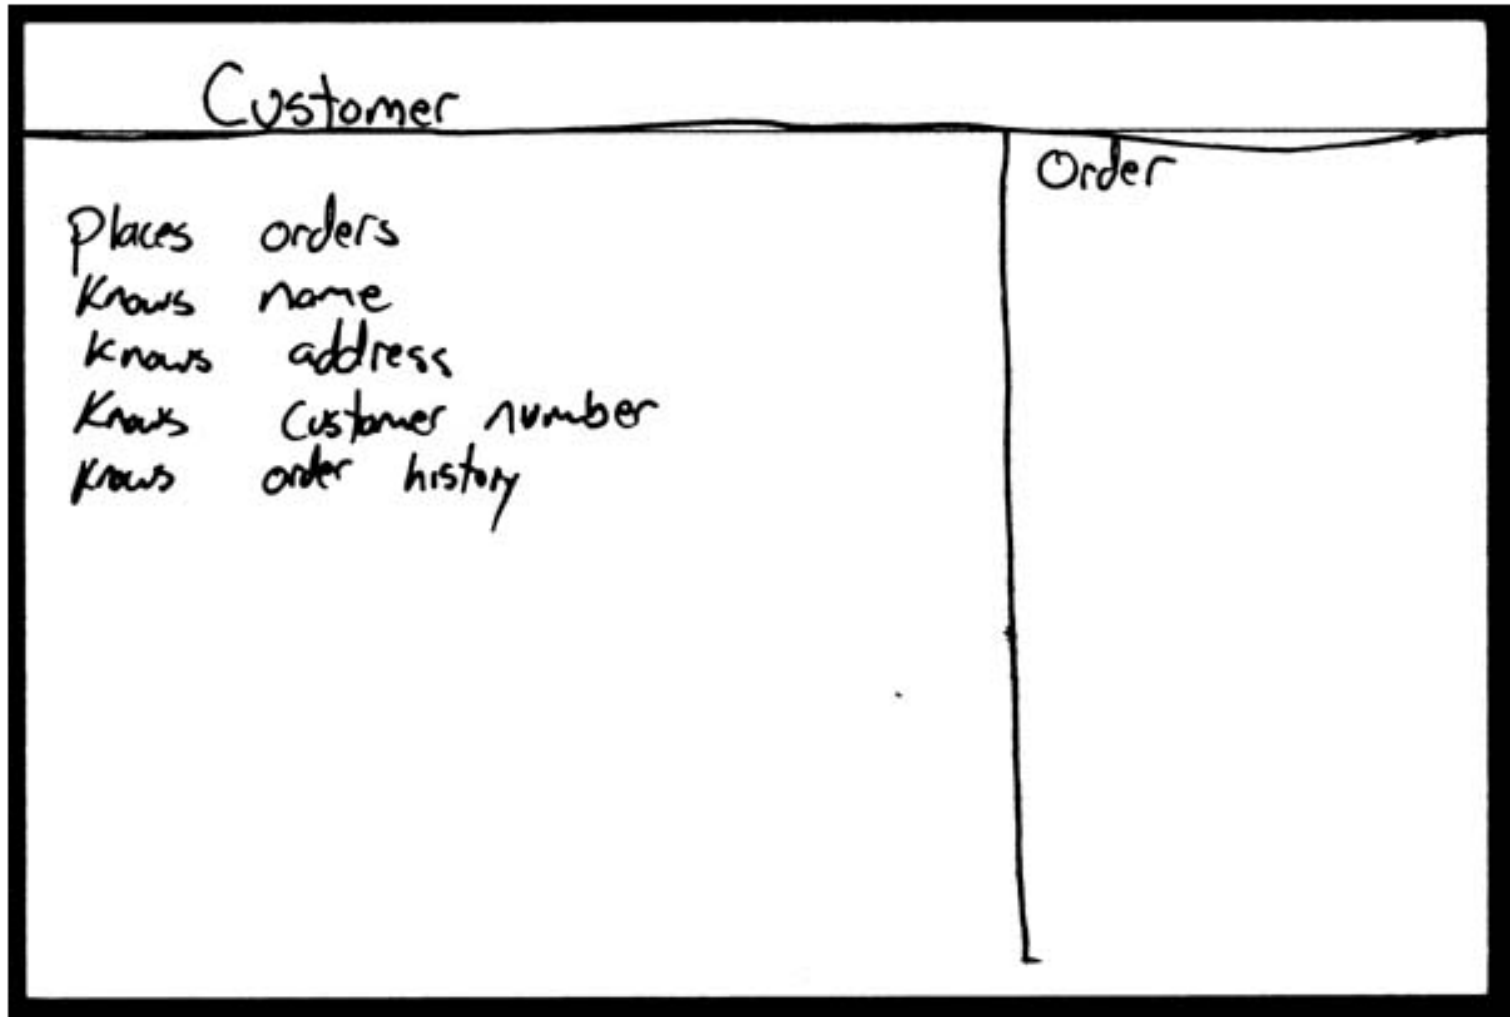 Customer
Order
Places orders
Knows name
Knows address
Knows customer number
Knows order history